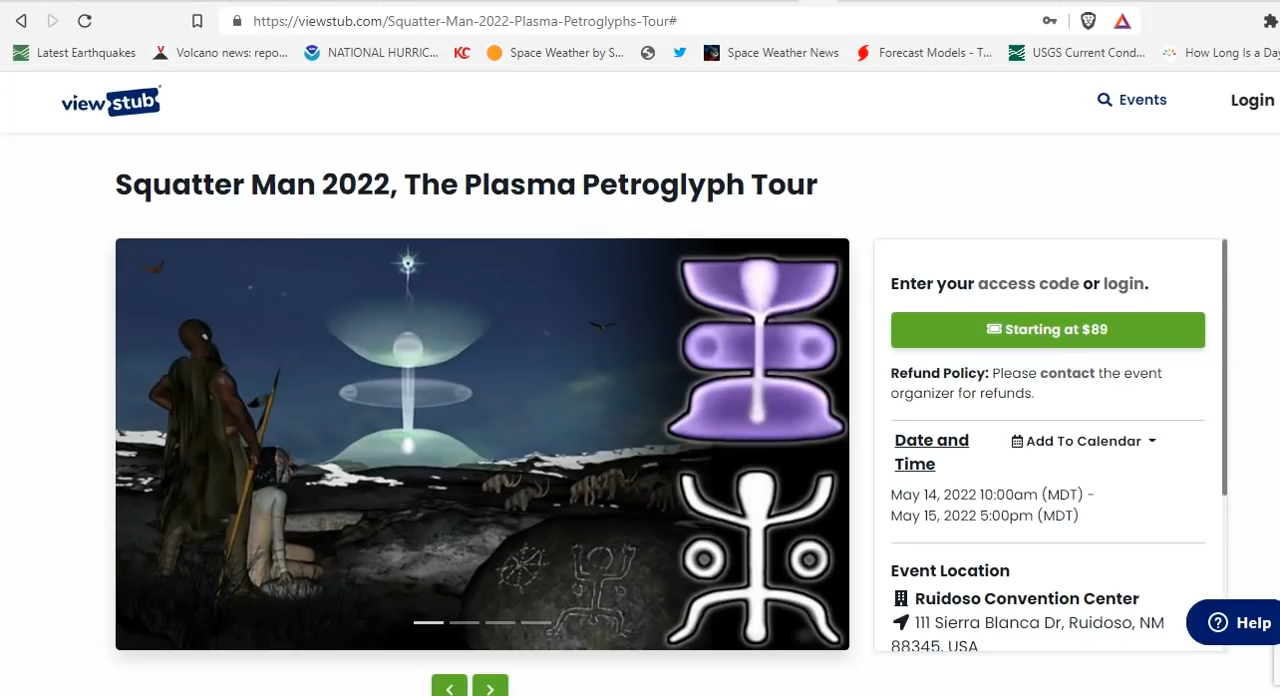 https://viewstub.com/Squatter-Man-2022-Plasma-Petroglyphs-Tour#
Latest Earthquakes Volcano news: repo... NATIONAL HURRIC... KC Space Weather by S... Space Weather News Forecast Models - T... USGS Current Cond... How Long Is a Day
view stub Events Login
Squatter Man 2022, The Plasma Petroglyph Tour
Enter your access code or login.
Starting at $89
Refund Policy: Please contact the event
organizer for refunds.
Date and
Time
Add To Calendar
May 14, 2022 10:00am (MDT) -
May 15, 2022 5:00pm (MDT)
Event Location
Ruidoso Convention Center
111 Sierra Blanca Dr, Ruidoso, NM
88345, USA
Help